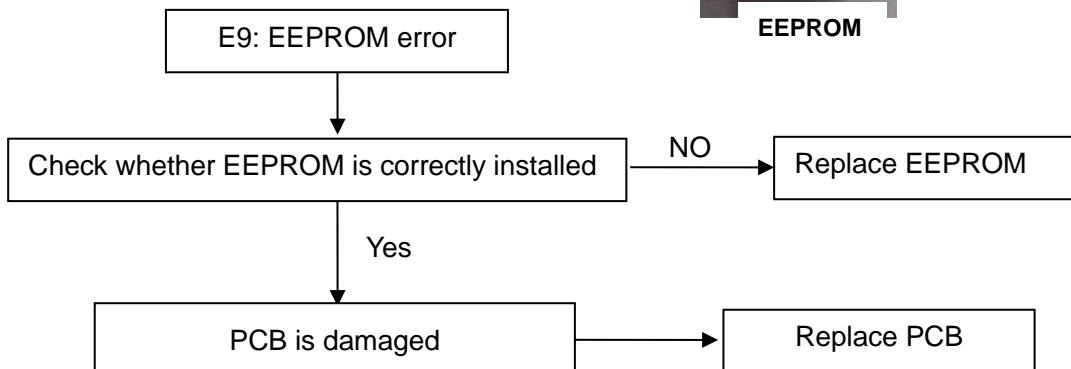 EEPROM
E9: EEPROM error
Check whether EEPROM is correctly installed
NO
Replace EEPROM
Yes
PCB is damaged
Replace PCB